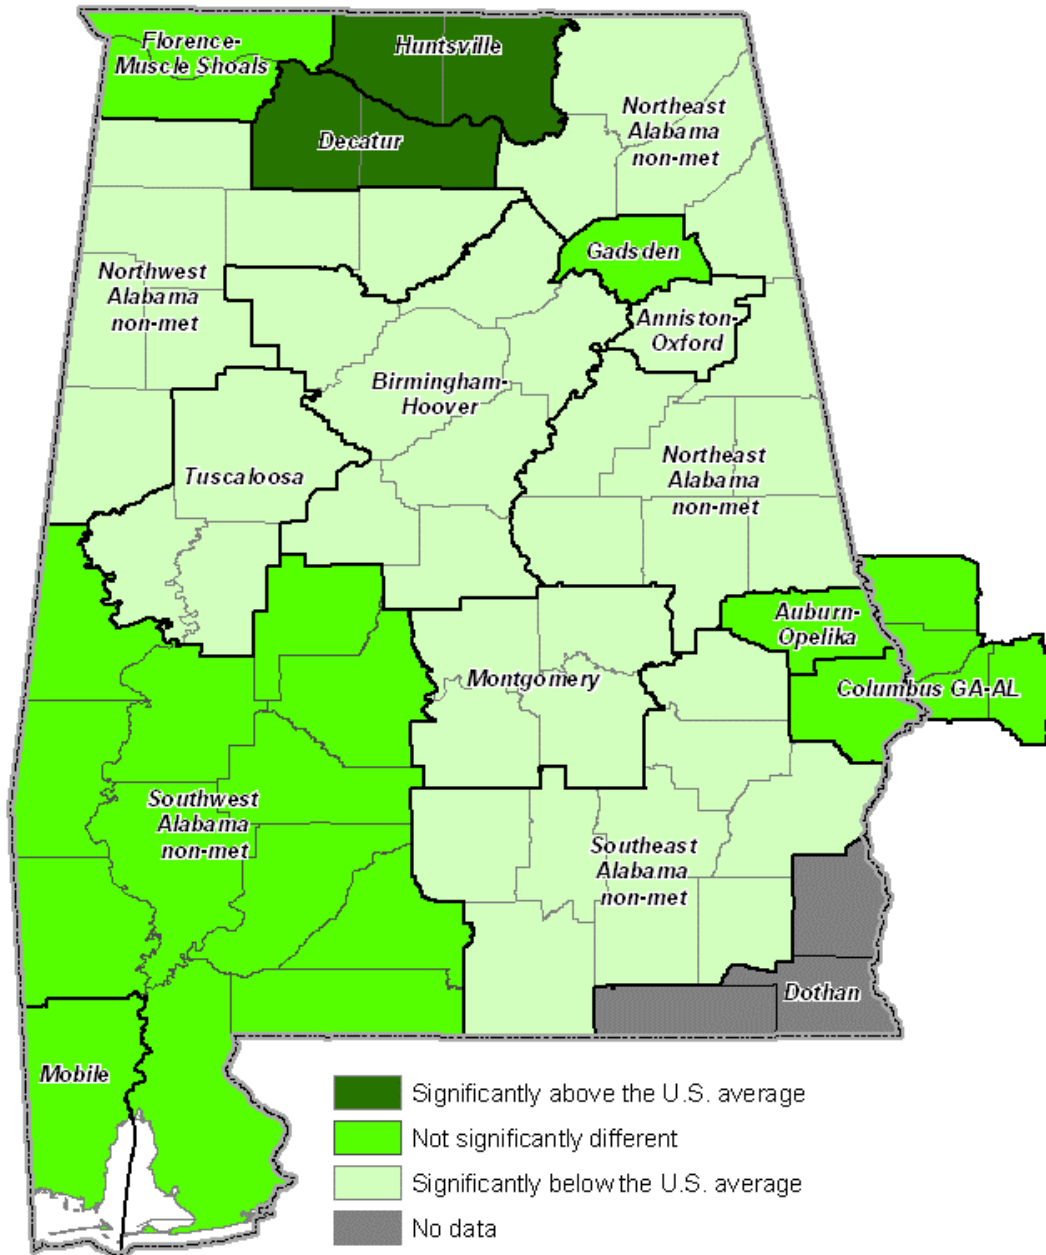 Florence-
Muscle Shoals
Huntsville
Decatur
Northeast
Alabama
non-met
Gadsden
Northwest
Alabama
non-met
Anniston-
Oxford
Birmingham-
Hoover
Tuscaloosa
Northeast
Alabama
non-met
Auburn-
Opelika
Montgomery
Columbus GA-AL
Southwest
Alabama
non-met
Southeast
Alabama
non-met
Dothan
Mobile
Significantly above the U.S. average
Not significantly different
Significantly below the U.S. average
No data